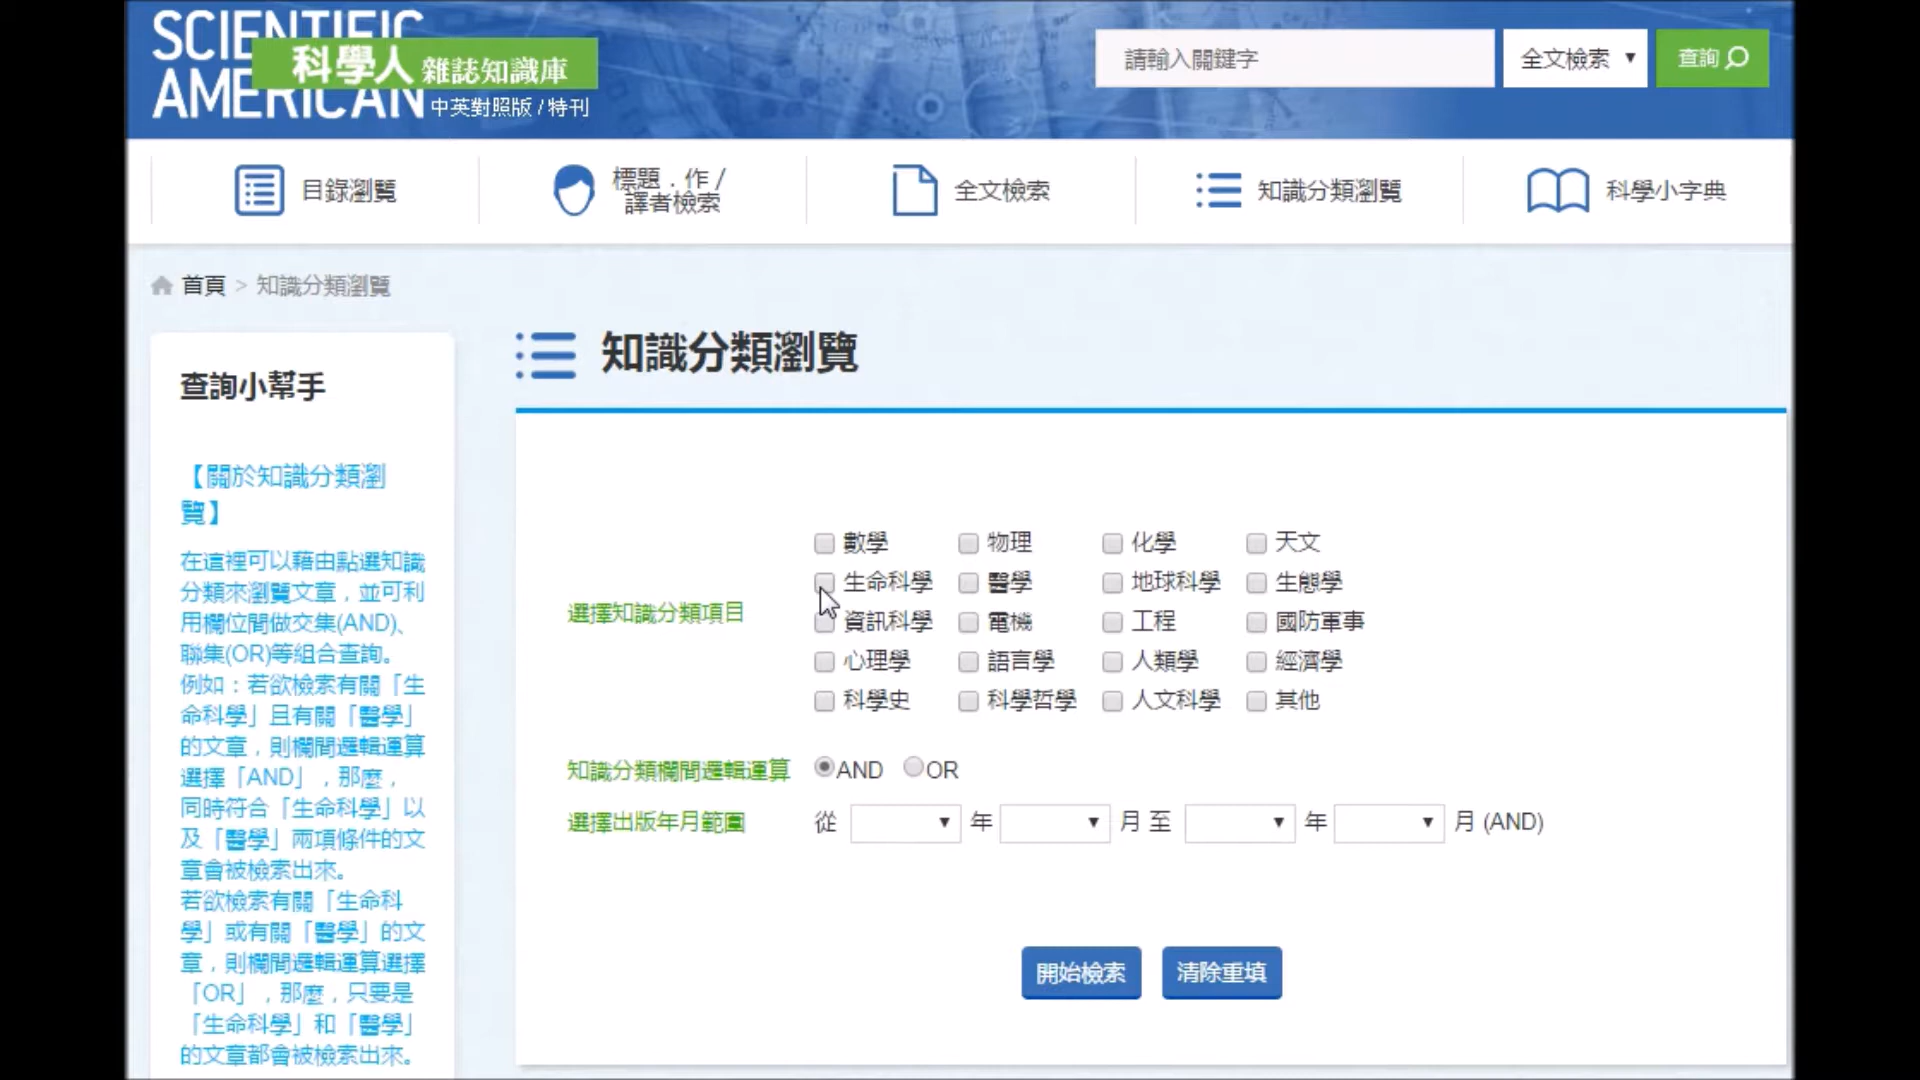 SCIENTIFIC
AMERICAN
科學人 雜誌知識庫
中英對照版 / 特刊
請輸入關鍵字
全文檢索
查詢
目錄瀏覽
標題．作 /
譯者檢索
全文檢索
知識分類瀏覽
科學小字典
首頁 > 知識分類瀏覽
查詢小幫手
【關於知識分類瀏
覽】
在這裡可以藉由點選知識
分類來瀏覽文章，並可利
用欄位間做交集(AND)、
聯集(OR)等組合查詢。
例如：若欲檢索有關「生
命科學」且有關「醫學」
的文章，則欄間邏輯運算
選擇「AND」，那麼，
同時符合「生命科學」以
及「醫學」兩項條件的文
章會被檢索出來。
若欲檢索有關「生命科
學」或有關「醫學」的文
章，則欄間邏輯運算選擇
「OR」，那麼，只要是
「生命科學」和「醫學」
的文章都會被檢索出來。
知識分類瀏覽
選擇知識分類項目
數學 物理 化學 天文
生命科學 醫學 地球科學 生態學
資訊科學 電機 工程 國防軍事
心理學 語言學 人類學 經濟學
科學史 科學哲學 人文科學 其他
知識分類欄間邏輯運算 AND OR
選擇出版年月範圍 從 年 月 至 年 月 (AND)
開始檢索 清除重填